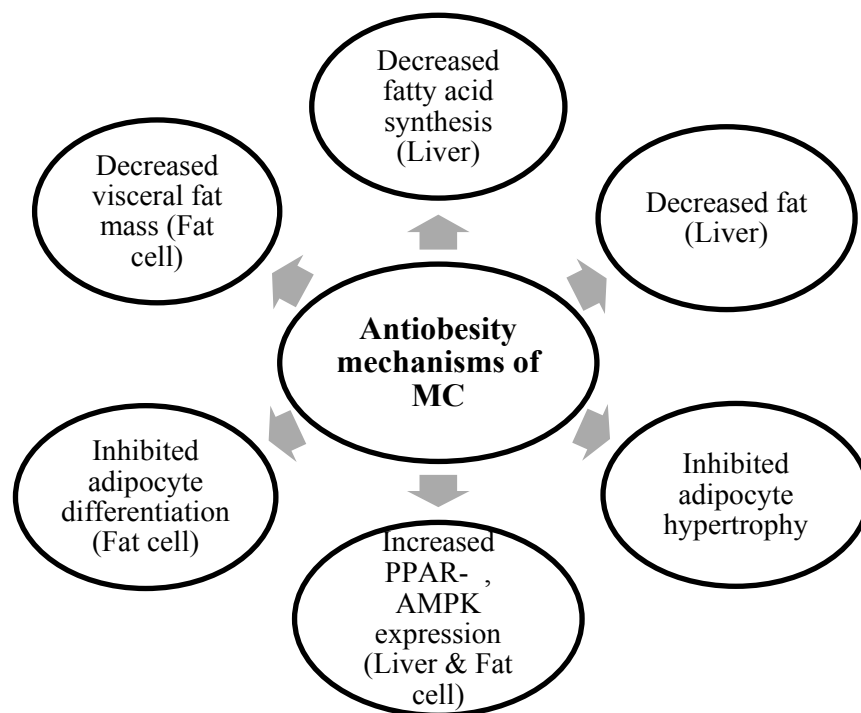 Decreased
fatty acid
synthesis
(Liver)
Decreased
visceral fat
mass (Fat
cell)
Decreased fat
(Liver)
Antiobesity
mechanisms of
MC
Inhibited
adipocyte
differentiation
(Fat cell)
Inhibited
adipocyte
hypertrophy
Increased
PPAR- ,
AMPK
expression
(Liver & Fat
cell)